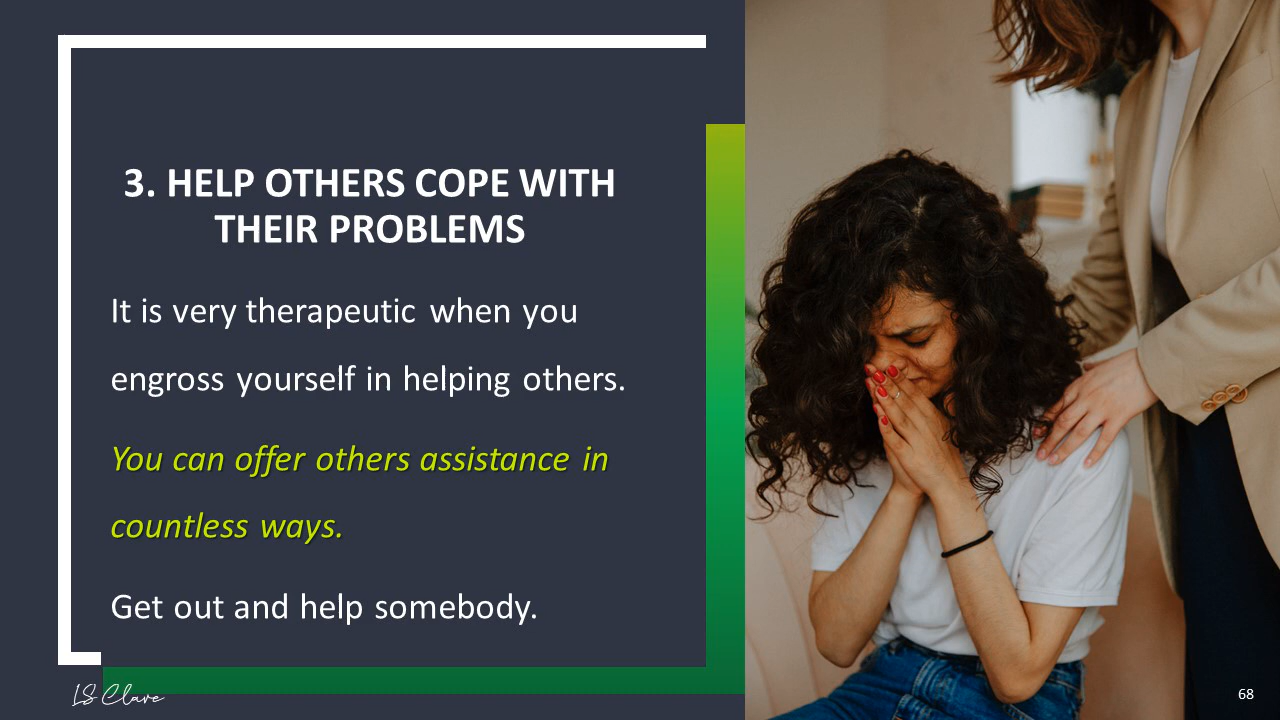 3. HELP OTHERS COPE WITH
THEIR PROBLEMS
It is very therapeutic when you
engross yourself in helping others.
You can offer others assistance in
countless ways.
Get out and help somebody.
LS Clave
68